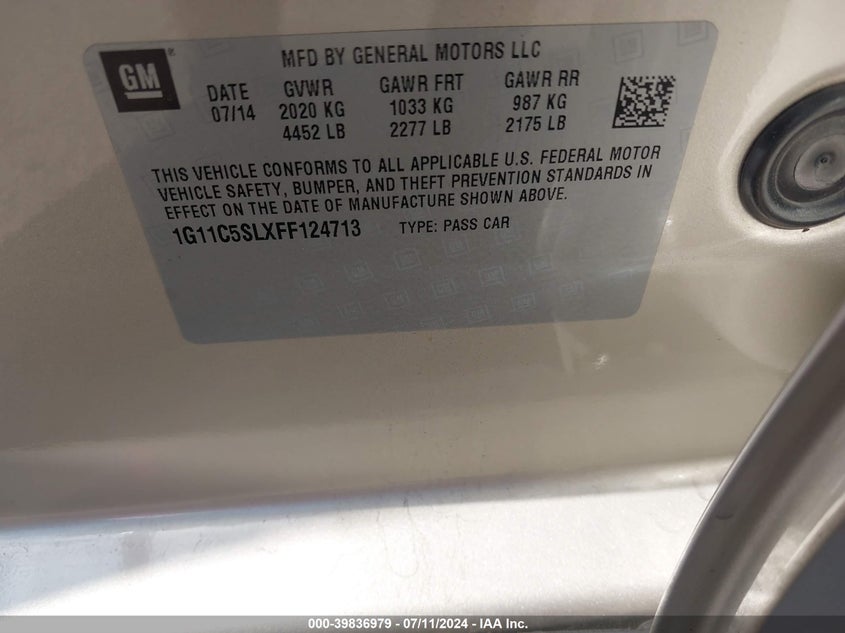 GM
MFD BY GENERAL MOTORS LLC
DATE GVWR GAWR FRT GAWR RR
07/14 2020 KG 1033 KG 987 KG
4452 LB 2277 LB 2175 LB
THIS VEHICLE CONFORMS TO ALL APPLICABLE U.S. FEDERAL MOTOR
VEHICLE SAFETY, BUMPER, AND THEFT PREVENTION STANDARDS IN
EFFECT ON THE DATE OF MANUFACTURE SHOWN ABOVE.
1G11C5SLXFF124713 TYPE: PASS CAR
000-39836979 - 07/11/2024 - IAA Inc.